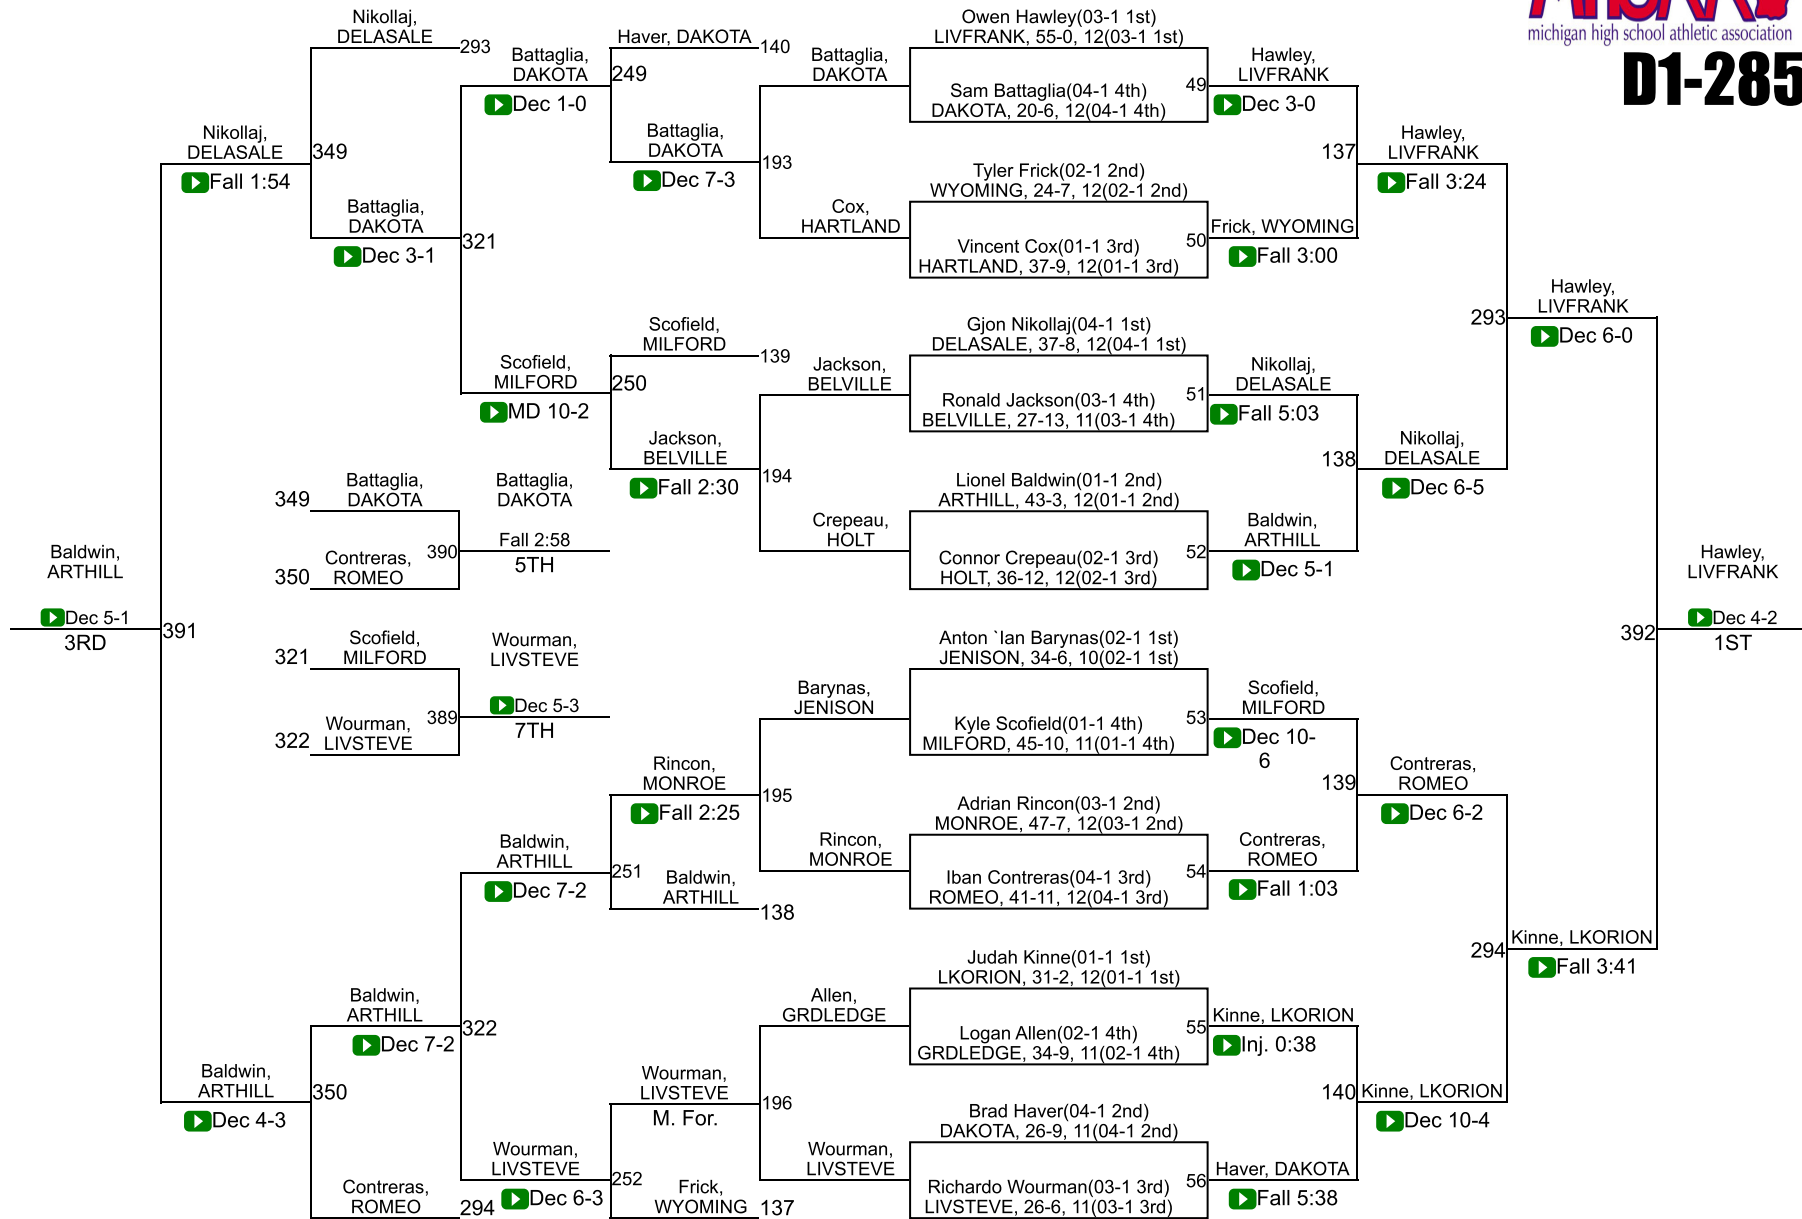 michigan high school athletic association
D1-285
Nikollaj,
DELASALE
293
Battaglia,
DAKOTA
Dec 1-0
Haver, DAKOTA
140
249
Battaglia,
DAKOTA
Owen Hawley(03-1 1st)
LIVFRANK, 55-0, 12(03-1 1st)
Sam Battaglia(04-1 4th)
DAKOTA, 20-6, 12(04-1 4th)
49
Hawley,
LIVFRANK
Dec 3-0
Nikollaj,
DELASALE
Fall 1:54
349
Battaglia,
DAKOTA
Dec 7-3
193
137
Hawley,
LIVFRANK
Fall 3:24
Tyler Frick(02-1 2nd)
WYOMING, 24-7, 12(02-1 2nd)
Battaglia,
DAKOTA
Dec 3-1
321
Cox,
HARTLAND
Vincent Cox(01-1 3rd)
HARTLAND, 37-9, 12(01-1 3rd)
50
Frick, WYOMING
Fall 3:00
293
Hawley,
LIVFRANK
Dec 6-0
Scofield,
MILFORD
139
Gjon Nikollaj(04-1 1st)
DELASALE, 37-8, 12(04-1 1st)
Scofield,
MILFORD
MD 10-2
250
Jackson,
BELVILLE
Ronald Jackson(03-1 4th)
BELVILLE, 27-13, 11(03-1 4th)
51
Nikollaj,
DELASALE
Fall 5:03
Jackson,
BELVILLE
Fall 2:30
194
138
Nikollaj,
DELASALE
Dec 6-5
349
Battaglia,
DAKOTA
Battaglia,
DAKOTA
Lionel Baldwin(01-1 2nd)
ARTHILL, 43-3, 12(01-1 2nd)
350
Contreras,
ROMEO
390
Fall 2:58
5TH
Crepeau,
HOLT
Connor Crepeau(02-1 3rd)
HOLT, 36-12, 12(02-1 3rd)
52
Baldwin,
ARTHILL
Dec 5-1
Baldwin,
ARTHILL
Dec 5-1
3RD
391
392
Hawley,
LIVFRANK
Dec 4-2
1ST
321
Scofield,
MILFORD
Wourman,
LIVSTEVE
Anton `Ian Barynas(02-1 1st)
JENISON, 34-6, 10(02-1 1st)
322
Wourman,
LIVSTEVE
389
Dec 5-3
7TH
Barynas,
JENISON
Kyle Scofield(01-1 4th)
MILFORD, 45-10, 11(01-1 4th)
53
Scofield,
MILFORD
Dec 10-
6
Rincon,
MONROE
Fall 2:25
195
139
Contreras,
ROMEO
Dec 6-2
Adrian Rincon(03-1 2nd)
MONROE, 47-7, 12(03-1 2nd)
Baldwin,
ARTHILL
Dec 7-2
251
Baldwin,
ARTHILL
138
Rincon,
MONROE
Iban Contreras(04-1 3rd)
ROMEO, 41-11, 12(04-1 3rd)
54
Contreras,
ROMEO
Fall 1:03
294
Kinne, LKORION
Fall 3:41
Judah Kinne(01-1 1st)
LKORION, 31-2, 12(01-1 1st)
Baldwin,
ARTHILL
Dec 7-2
322
Allen,
GRDLEDGE
Logan Allen(02-1 4th)
GRDLEDGE, 34-9, 11(02-1 4th)
55
Kinne, LKORION
Inj. 0:38
Baldwin,
ARTHILL
Dec 4-3
350
Wourman,
LIVSTEVE
M. For.
196
140
Kinne, LKORION
Dec 10-4
Brad Haver(04-1 2nd)
DAKOTA, 26-9, 11(04-1 2nd)
Wourman,
LIVSTEVE
Dec 6-3
252
Wourman,
LIVSTEVE
Richardo Wourman(03-1 3rd)
LIVSTEVE, 26-6, 11(03-1 3rd)
56
Haver, DAKOTA
Fall 5:38
Contreras,
ROMEO
294
Frick,
WYOMING
137